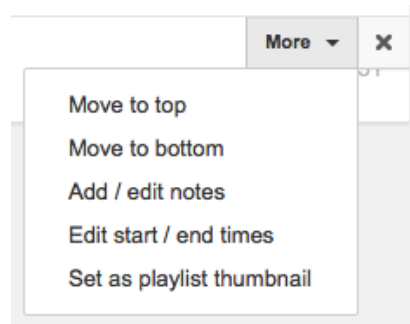 More
Move to top
Move to bottom
Add / edit notes
Edit start / end times
Set as playlist thumbnail